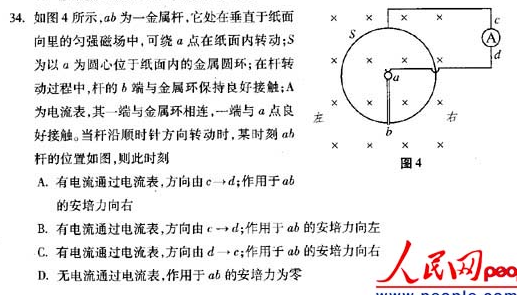 34. 如图4所示,ab为一金属杆,它处在垂直于纸面
向里的匀强磁场中,可绕a点在纸面内转动;S
为以a为圆心位于纸面内的金属圆环;在杆转
动过程中,杆的b端与金属环保持良好接触;A
为电流表,其一端与金属环相连,一端与a点良
好接触。当杆沿顺时针方向转动时,某时刻ab
杆的位置如图,则此时刻
A. 有电流通过电流表,方向由c→d;作用于ab
的安培力向右
B. 有电流通过电流表,方向由c→d;作用于ab的安培力向左
C. 有电流通过电流表,方向由d→c;作用于ab的安培力向右
D. 无电流通过电流表,作用于ab的安培力为零
S
c
A
d
a
b
左
右
图4
人民网